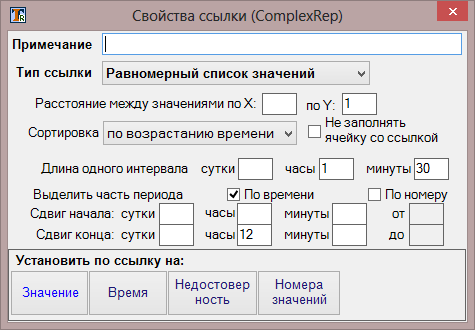 Свойства ссылки (ComplexRep)
Примечание
Тип ссылки Равномерный список значений
Расстояние между значениями по X: по Y: 1
Сортировка по возрастанию времени Не заполнять
ячейку со ссылкой
Длина одного интервала сутки часы 1 минуты 30
Выделить часть периода По времени По номеру
Сдвиг начала: сутки часы минуты от
Сдвиг конца: сутки часы 12 минуты до
Установить по ссылку на:
Значение Время Недостовер
ность Номера
значений